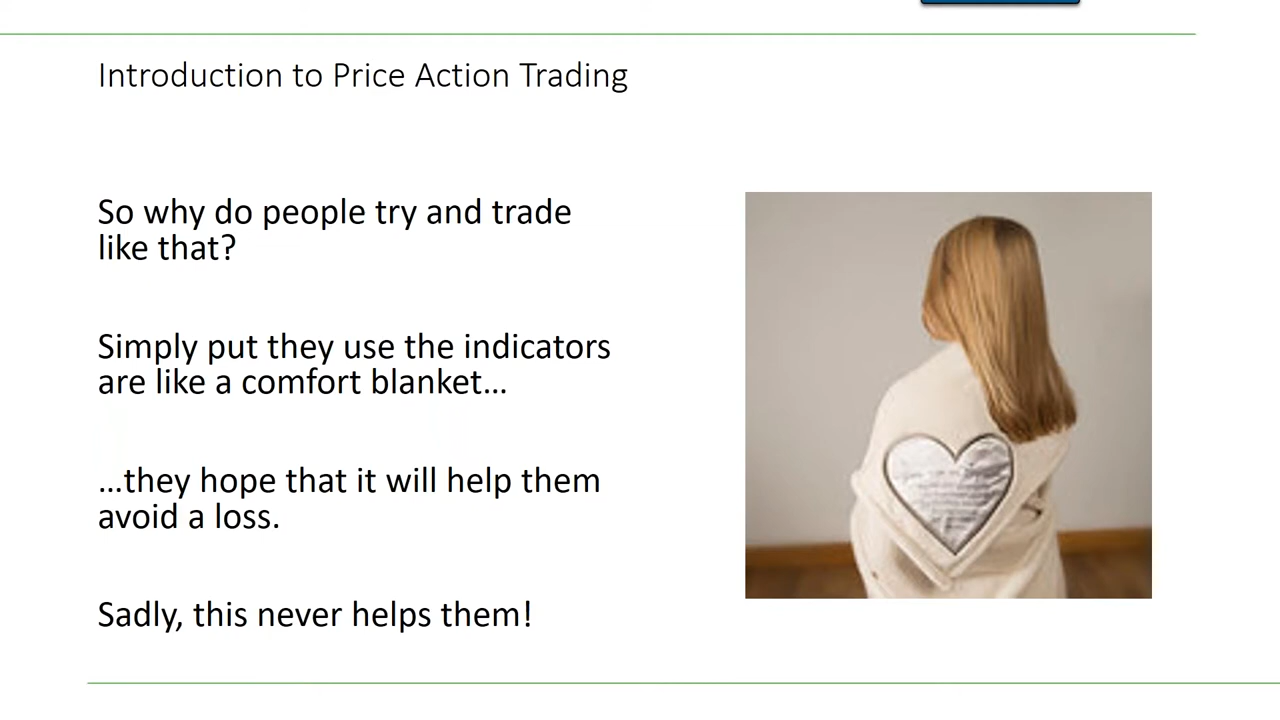 Introduction to Price Action Trading
So why do people try and trade
like that?
Simply put they use the indicators
are like a comfort blanket...
...they hope that it will help them
avoid a loss.
Sadly, this never helps them!